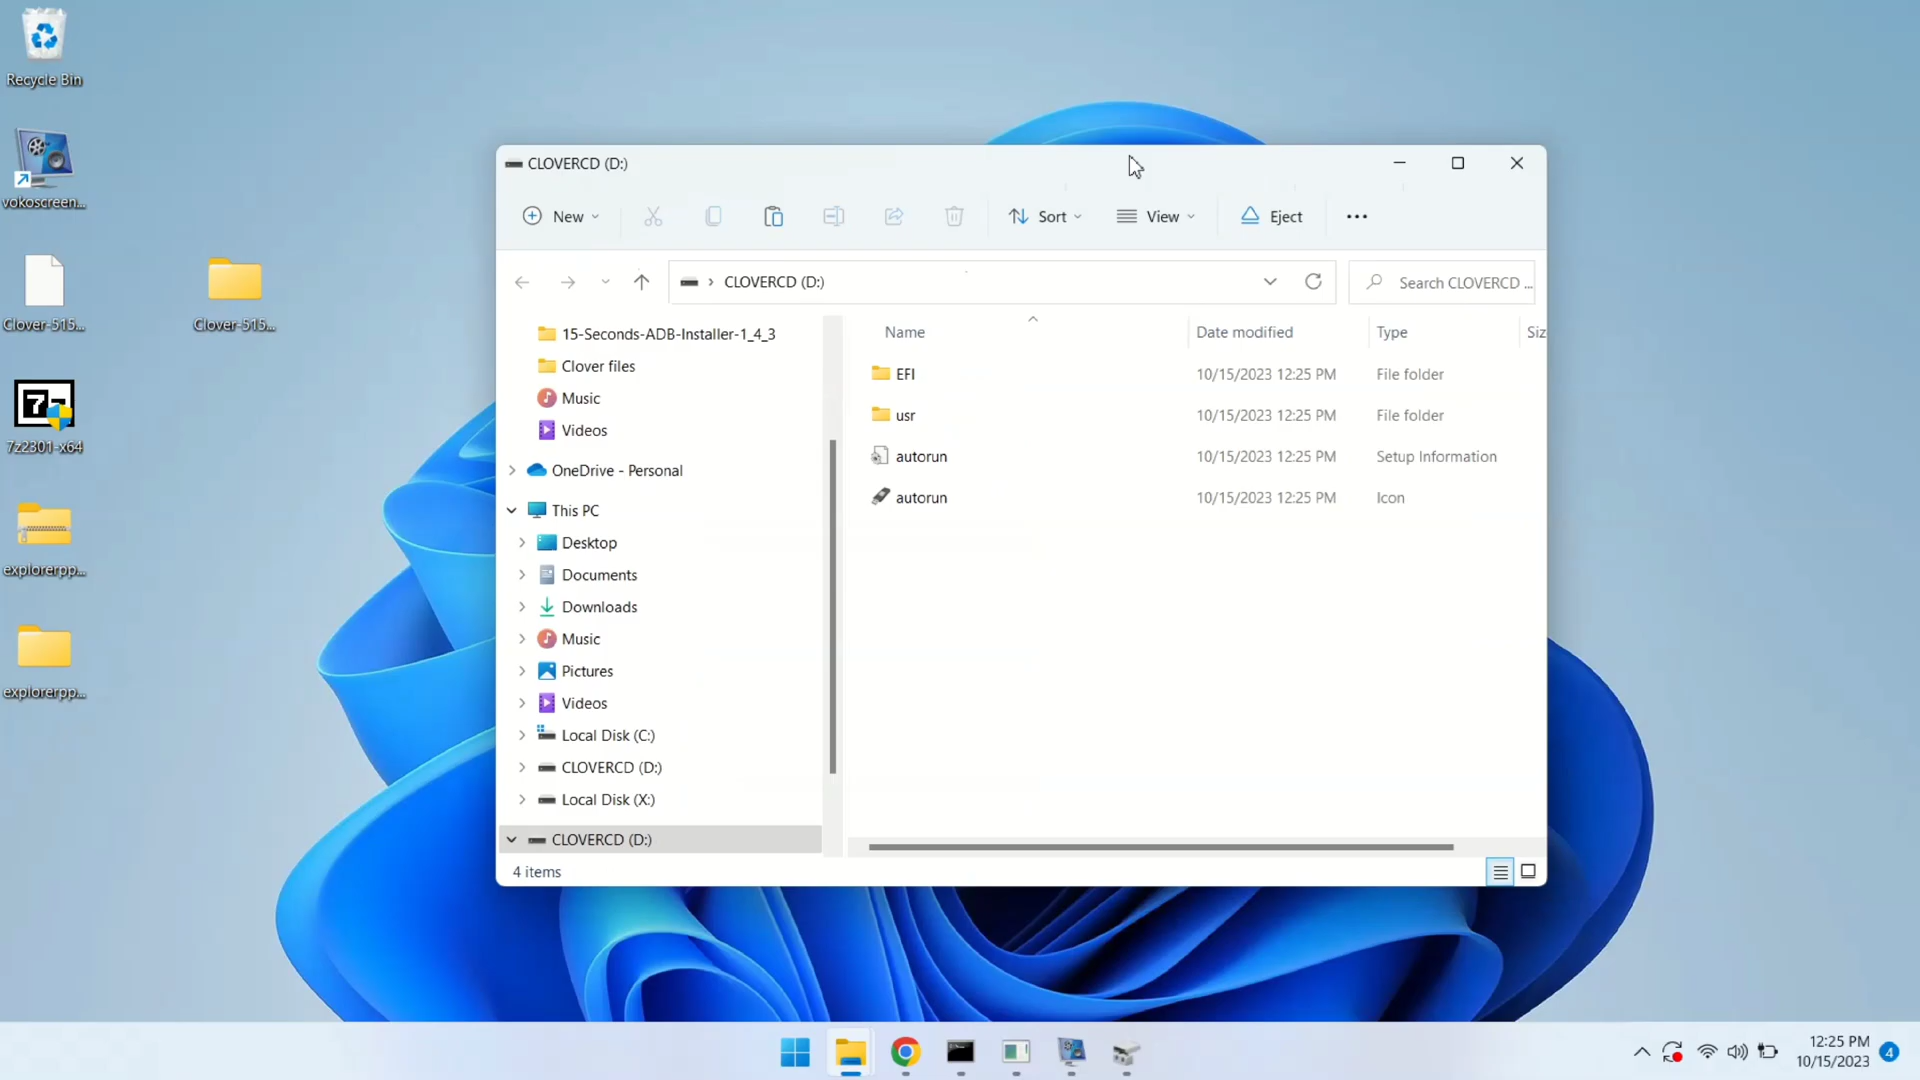 Recycle Bin
vokoscreen...
Clover-515...
Clover-515...
7z2301-x64
explorerpp...
explorerpp...
CLOVERCD (D:)
New
Sort
View
Eject
CLOVERCD (D:)
Search CLOVERCD ...
15-Seconds-ADB-Installer-1_4_3
Clover files
Music
Videos
OneDrive - Personal
This PC
Desktop
Documents
Downloads
Music
Pictures
Videos
Local Disk (C:)
CLOVERCD (D:)
Local Disk (X:)
CLOVERCD (D:)
Name Date modified Type Siz
EFI 10/15/2023 12:25 PM File folder
usr 10/15/2023 12:25 PM File folder
autorun 10/15/2023 12:25 PM Setup Information
autorun 10/15/2023 12:25 PM Icon
4 items
12:25 PM
10/15/2023
4